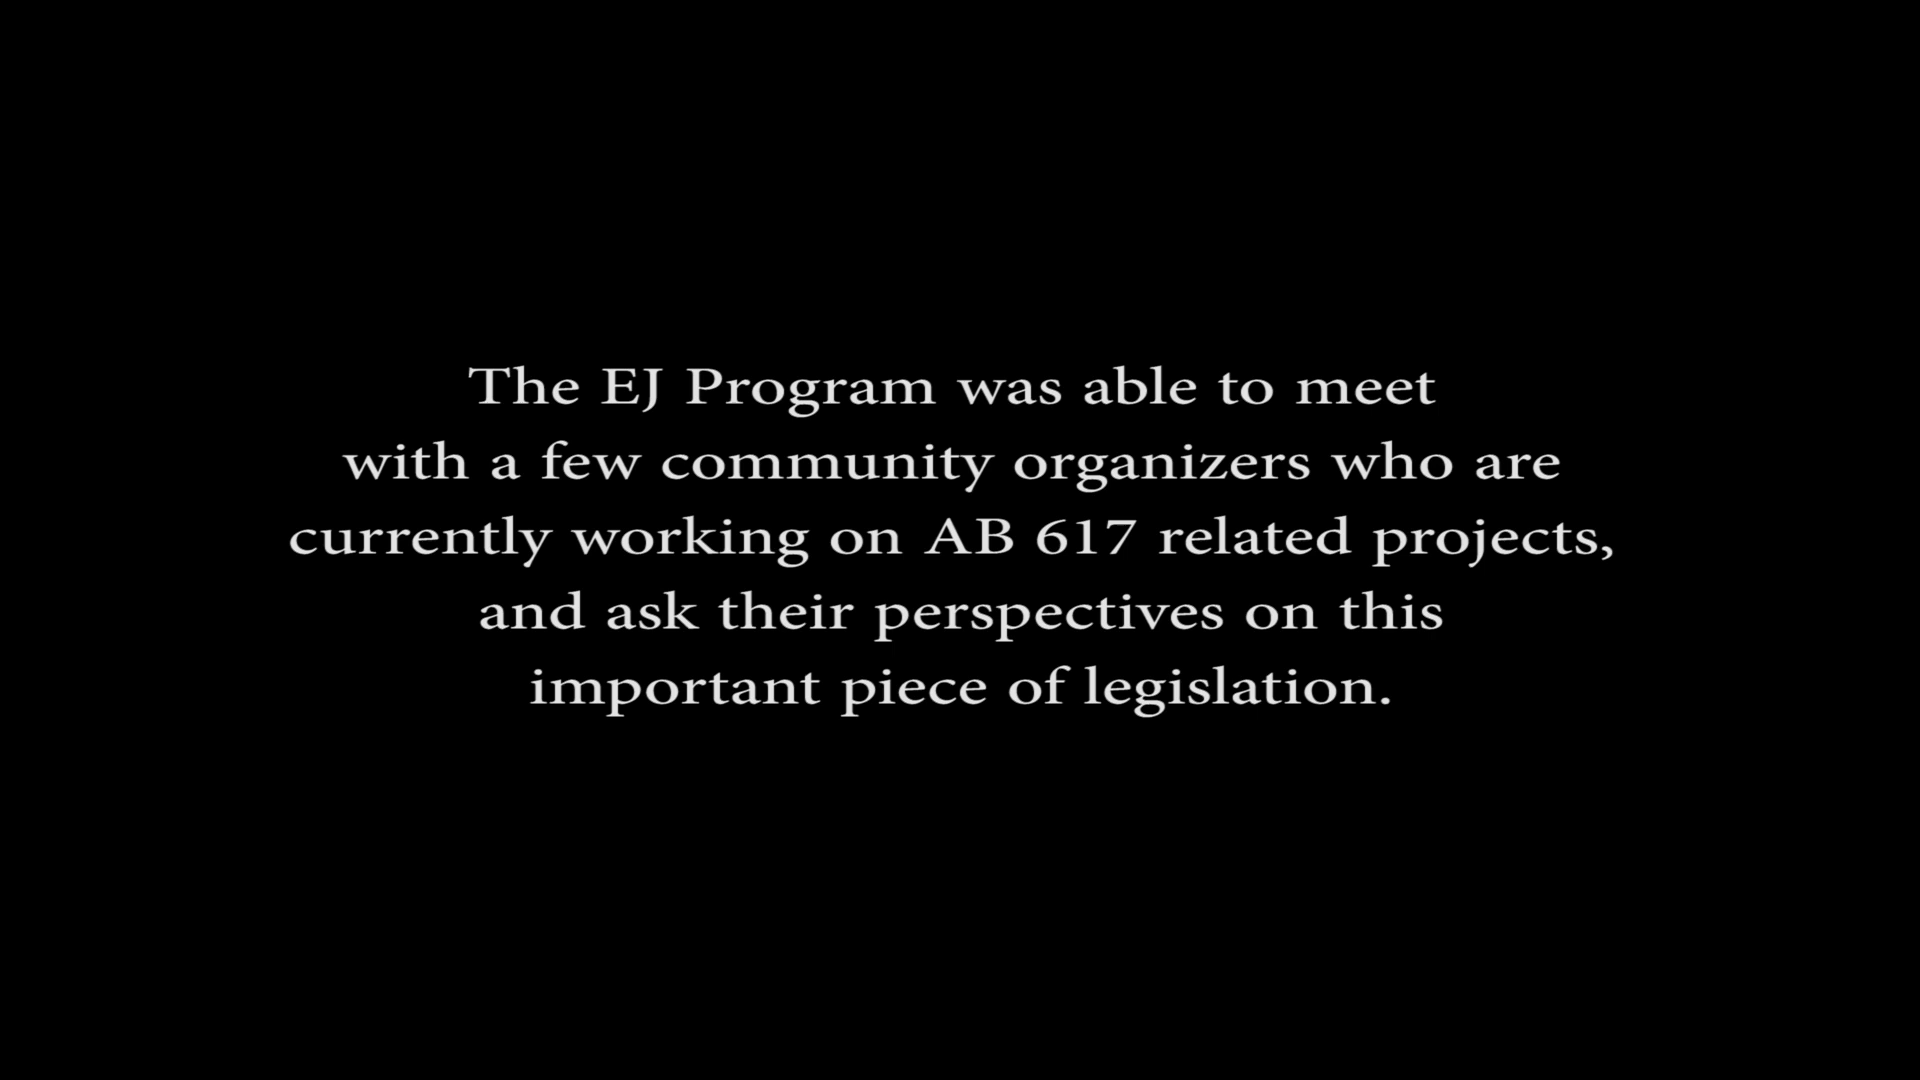 The EJ Program was able to meet
with a few community organizers who are
currently working on AB 617 related projects,
and ask their perspectives on this
important piece of legislation.